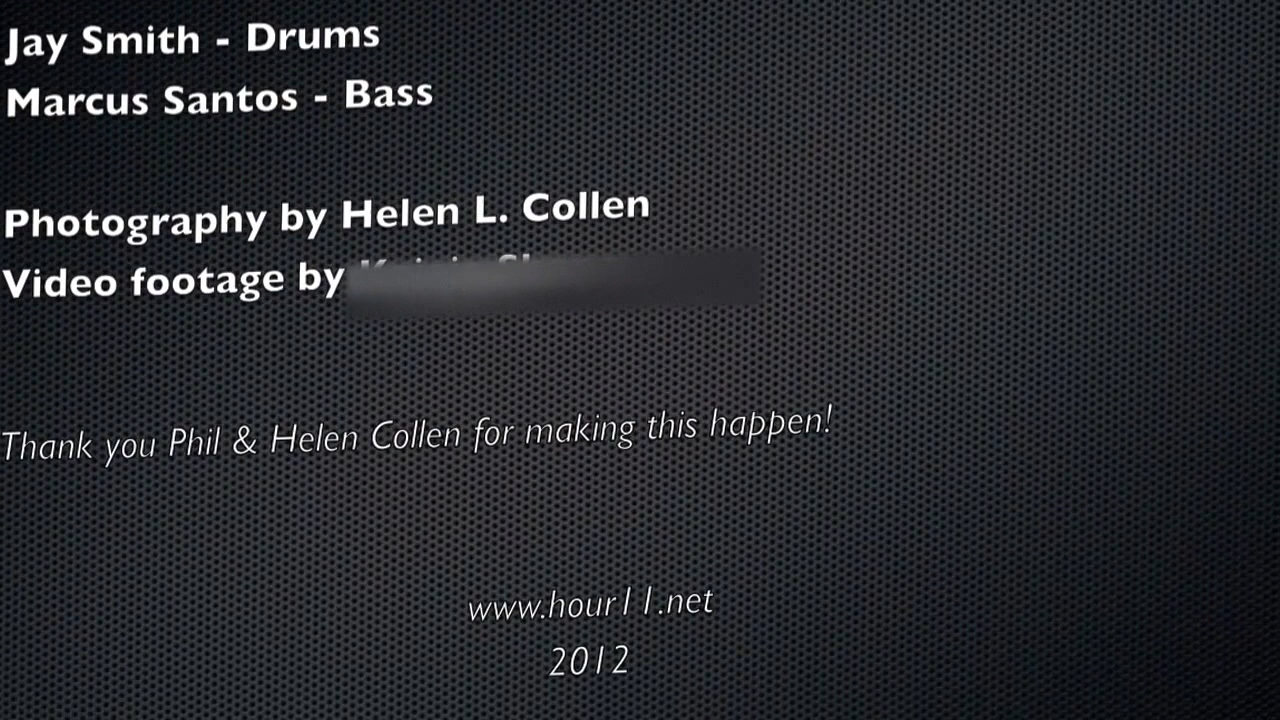 Jay Smith - Drums
Marcus Santos - Bass
Photography by Helen L. Collen
Video footage by
Thank you Phil & Helen Collen for making this happen!
www.hour11.net
2012